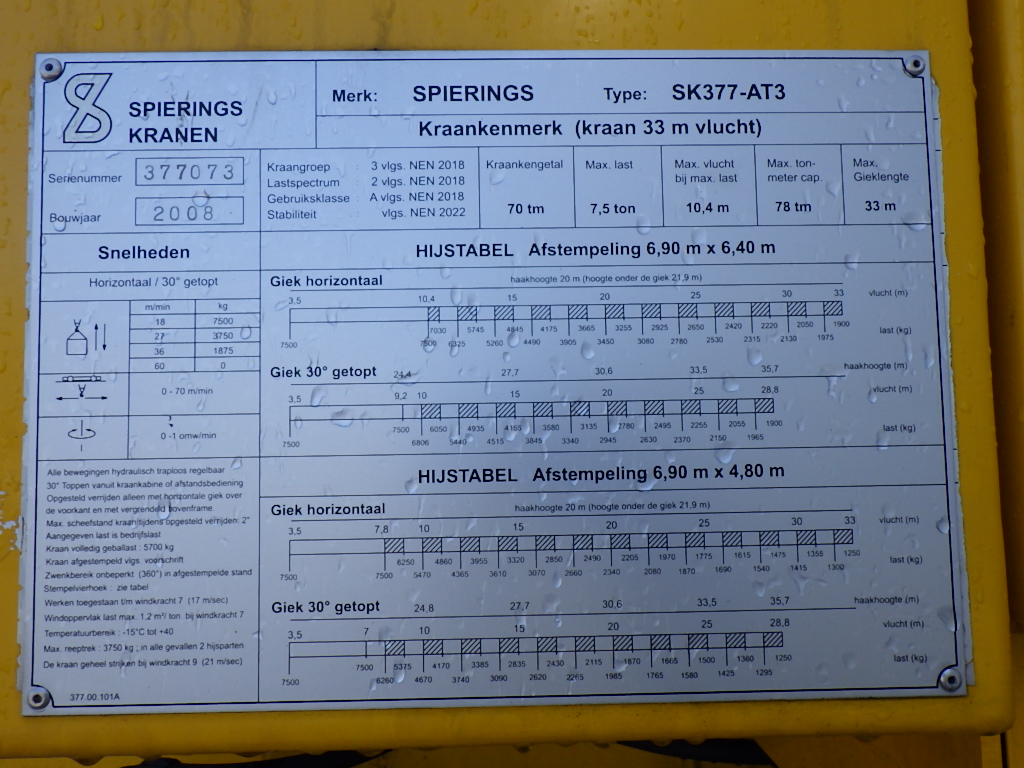 SPIERINGS
KRANEN
Merk: SPIERINGS Type: SK377-AT3
Kraankenmerk (kraan 33 m vlucht)
Serienummer 377073
Bouwjaar 2008
Kraangroep : 3 vlgs. NEN 2018
Lastspectrum : 2 vlgs. NEN 2018
Gebruiksklasse : A vlgs. NEN 2018
Stabiliteit : vlgs. NEN 2022
Kraankengetal
70 tm
Max. last
7,5 ton
Max. vlucht
bij max. last
10,4 m
Max. ton-
meter cap.
78 tm
Max.
Gieklengte
33 m
Snelheden
Horizontaal / 30° getopt
m/min kg
18 7500
27 3750
36 1875
60 0
0 - 70 m/min
0 -1 omw/min
Alle bewegingen hydraulisch traploos regelbaar
30° Toppen vanuit kraankabine of afstandsbediening
Opgesteld verrijden alleen met horizontale giek over
de voorkant en met vergrendeld bovenframe.
Max. scheefstand kraan tijdens opgesteld verrijden: 2°
Aangegeven last is bedrijfslast
Kraan volledig geballast : 5700 kg
Kraan afgestempeld vlgs. voorschrift
Zwenkbereik onbeperkt (360°) in afgestempelde stand
Stempelvierhoek : zie tabel
Werken toegestaan t/m windkracht 7 (17 m/sec)
Windoppervlak last max. 1,2 m²/ ton bij windkracht 7
Temperatuurbereik : -15°C tot +40
Max. reeptrek : 3750 kg ; in alle gevallen 2 hijsparten
De kraan geheel strijken bij windkracht 9 (21 m/sec)
377.00.101A
HIJSTABEL Afstempeling 6,90 m x 6,40 m
Giek horizontaal haakhoogte 20 m (hoogte onder de giek 21,9 m)
3,5 10,4 15 20 25 30 33 vlucht (m)
7030 5745 4845 4175 3665 3255 2925 2650 2420 2220 2050 1900 last (kg)
7500 7500 6325 5260 4490 3905 3450 3080 2780 2530 2315 2130 1975
Giek 30° getopt 24,4 27,7 30,6 33,5 35,7 haakhoogte (m)
3,5 9,2 10 15 20 25 28,8 vlucht (m)
7500 6050 4935 4155 3580 3135 2780 2495 2255 2055 1900 last (kg)
7500 6806 5440 4515 3845 3340 2945 2630 2370 2150 1965
HIJSTABEL Afstempeling 6,90 m x 4,80 m
Giek horizontaal haakhoogte 20 m (hoogte onder de giek 21,9 m)
3,5 7,8 10 15 20 25 30 33 vlucht (m)
6250 4860 3955 3320 2850 2490 2205 1970 1775 1615 1475 1355 1250 last (kg)
7500 7500 5470 4365 3610 3070 2660 2340 2080 1870 1690 1540 1415 1300
Giek 30° getopt 24,8 27,7 30,6 33,5 35,7 haakhoogte (m)
3,5 7 10 15 20 25 28,8 vlucht (m)
7500 5375 4170 3385 2835 2430 2115 1870 1665 1500 1360 1250 last (kg)
7500 6260 4670 3740 3090 2620 2265 1985 1765 1580 1425 1295